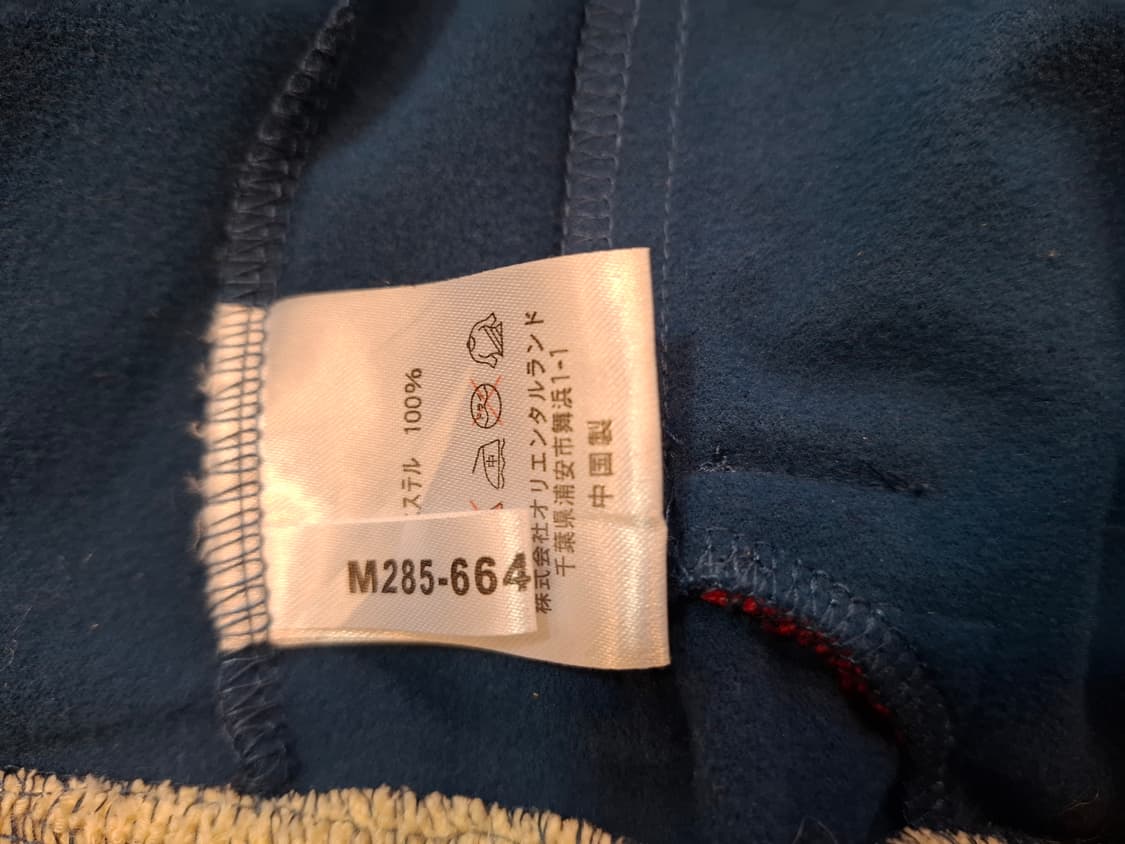 ステル 100%
株式会社オリエンタルランド
千葉県浦安市舞浜1-1
中国製
M285-664